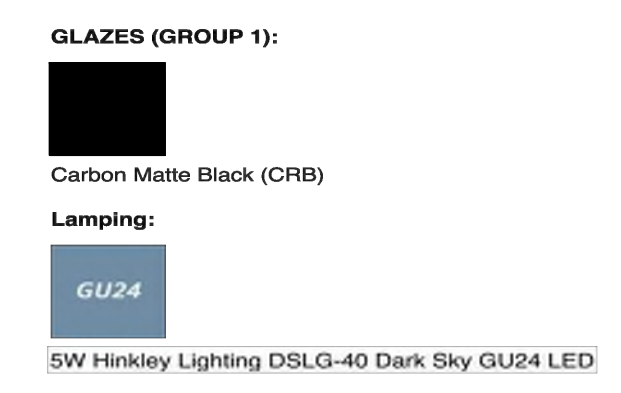 GLAZES (GROUP 1):
Carbon Matte Black (CRB)
Lamping:
GU24
5W Hinkley Lighting DSLG-40 Dark Sky GU24 LED